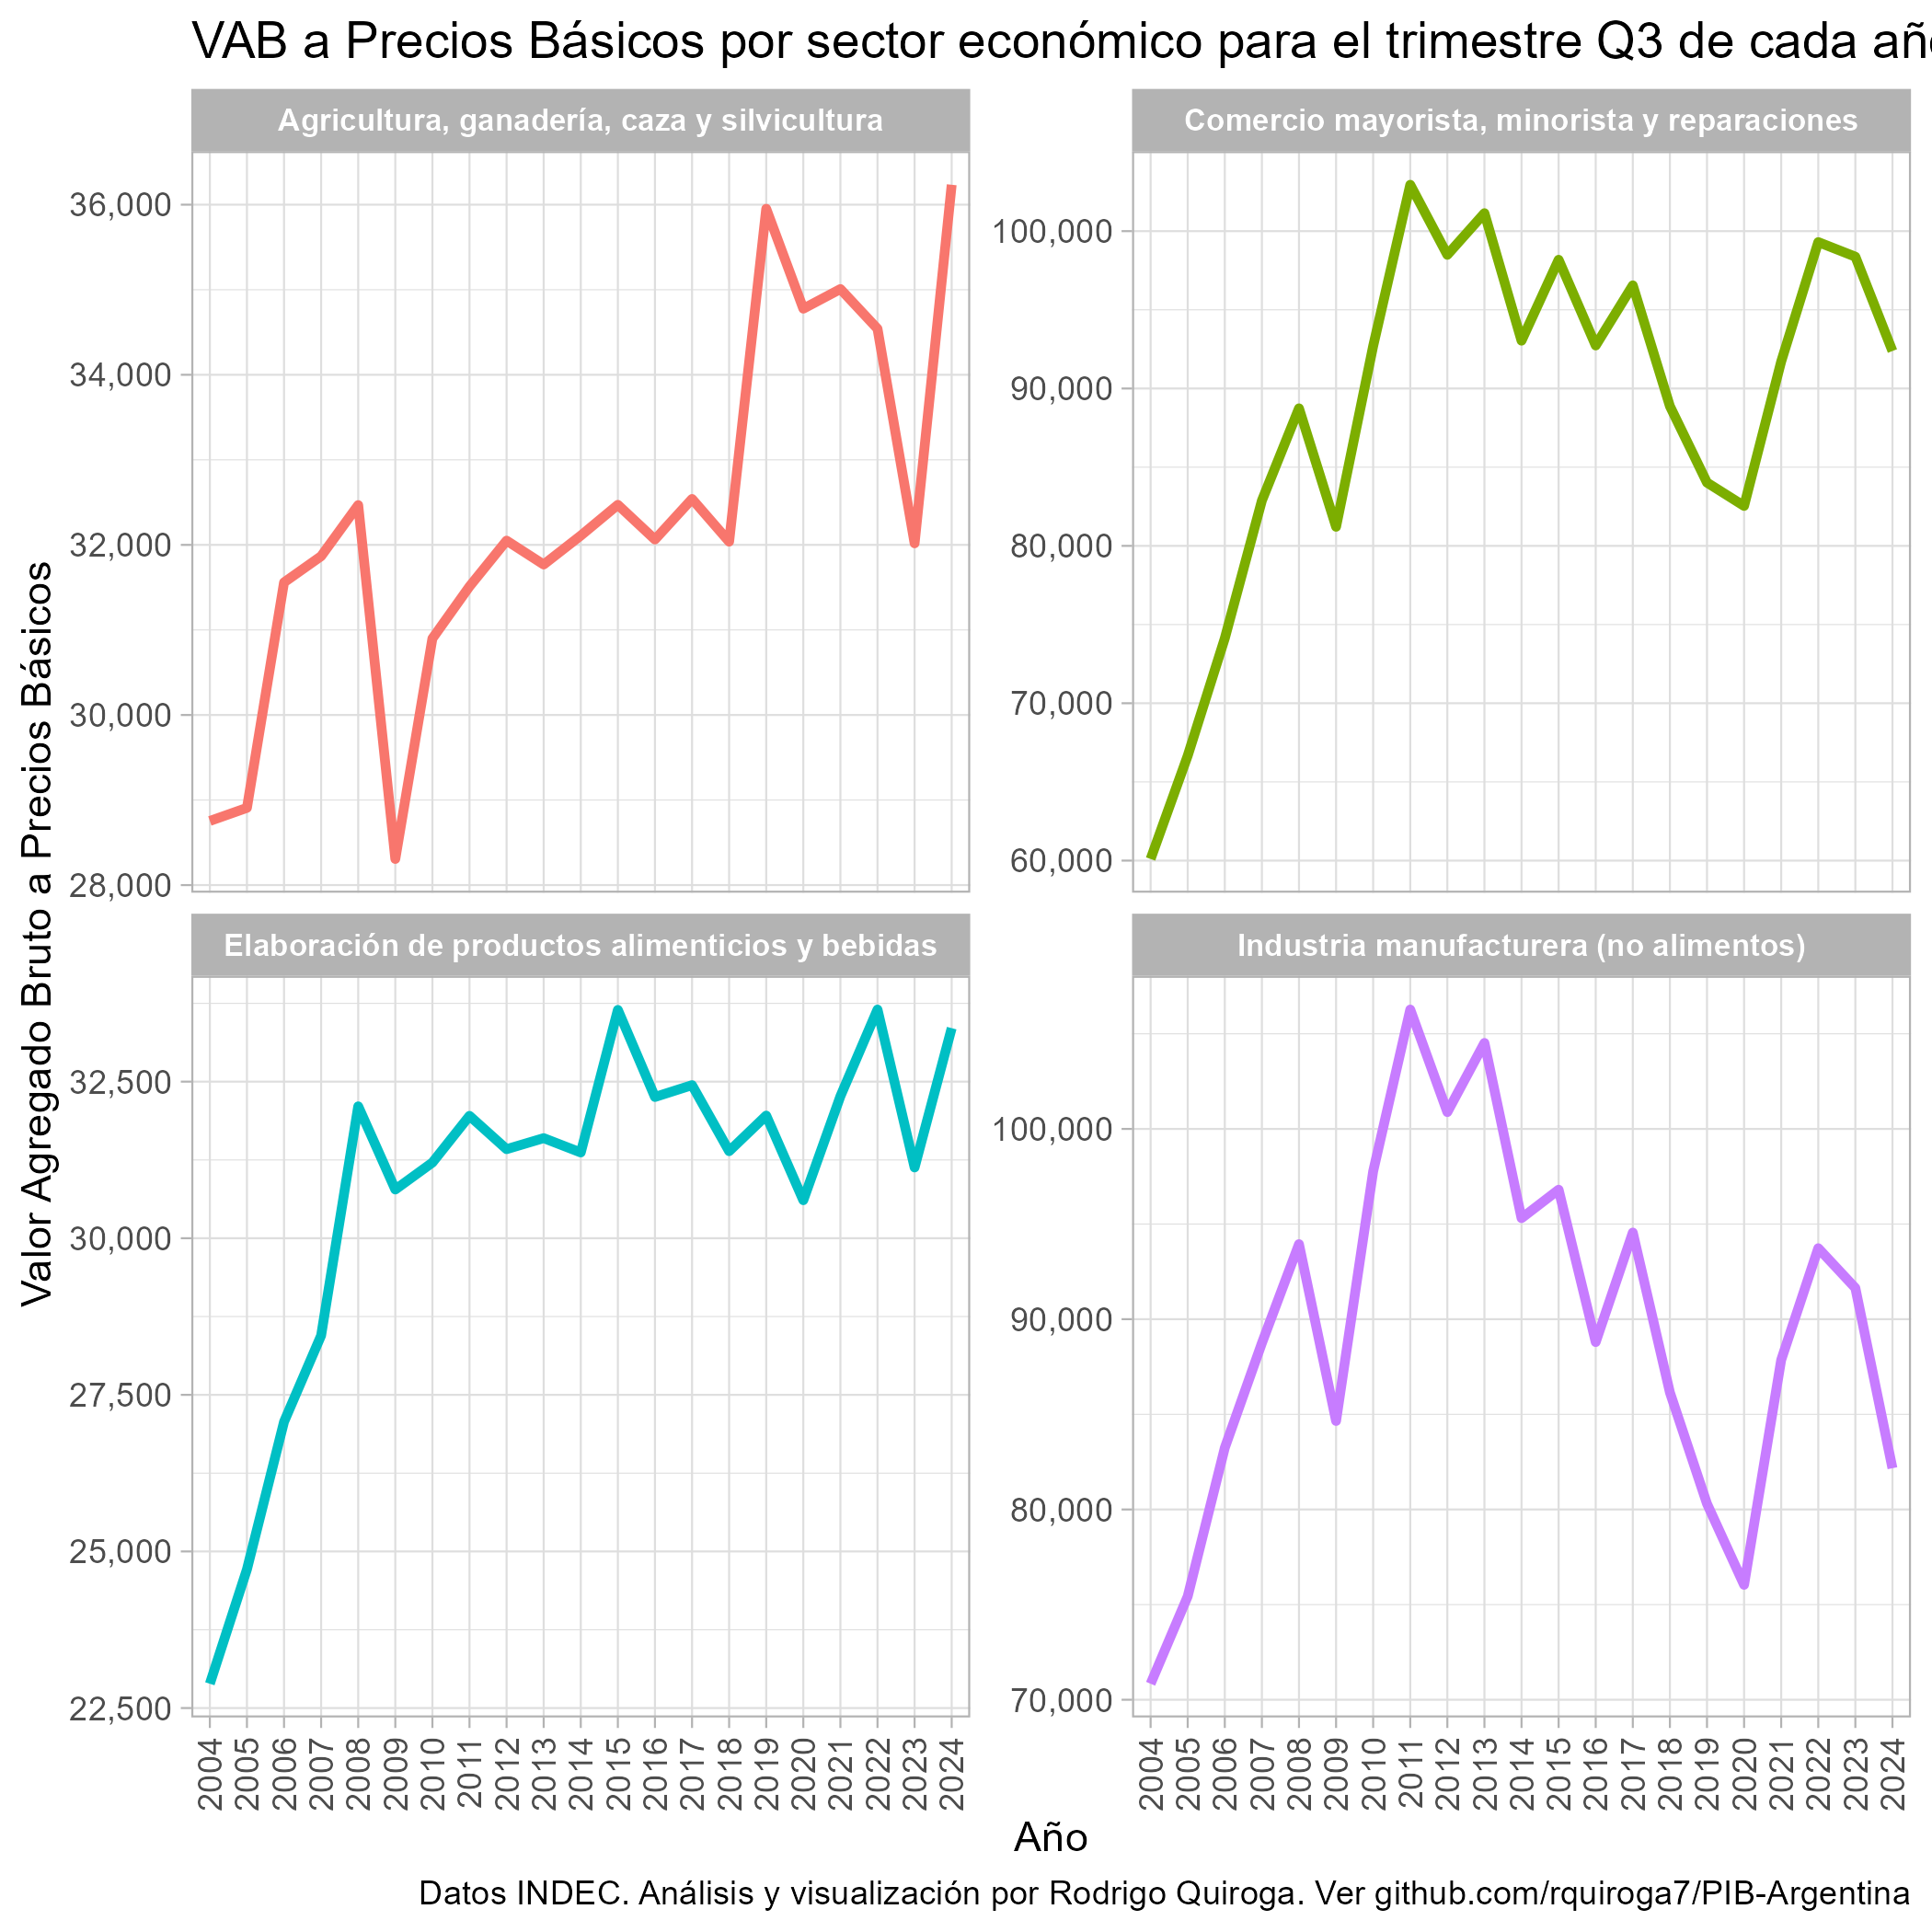 VAB a Precios Básicos por sector económico para el trimestre Q3 de cada
Agricultura, ganadería, caza y silvicultura
36,000
34,000
32,000
30,000
28,000
Comercio mayorista, minorista y reparaciones
100,000
90,000
80,000
70,000
60,000
Valor Agregado Bruto a Precios Básicos
Elaboración de productos alimenticios y bebidas
32,500
30,000
27,500
25,000
22,500
2004 2005 2006 2007 2008 2009 2010 2011 2012 2013 2014 2015 2016 2017 2018 2019 2020 2021 2022 2023 2024
Industria manufacturera (no alimentos)
100,000
90,000
80,000
70,000
2004 2005 2006 2007 2008 2009 2010 2011 2012 2013 2014 2015 2016 2017 2018 2019 2020 2021 2022 2023 2024
Año
Datos INDEC. Análisis y visualización por Rodrigo Quiroga. Ver github.com/rquiroga7/PIB-Argentina